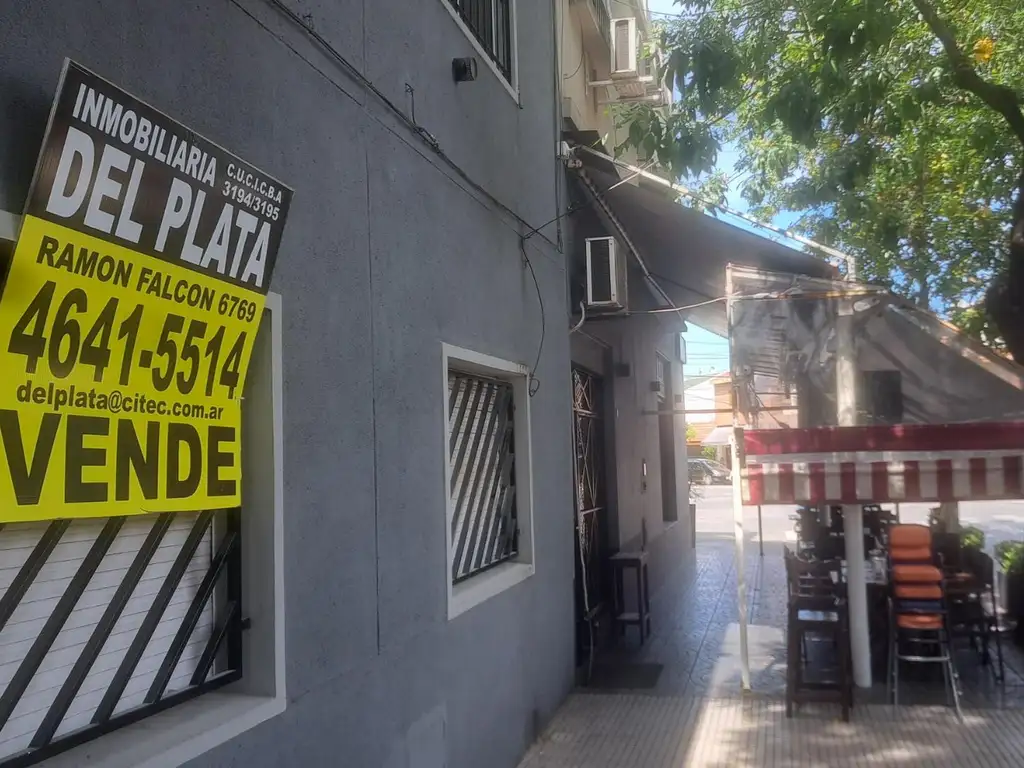 INMOBILIARIA
C.U.C.I.C.B.A
3194/3195
DEL PLATA
RAMON FALCON 6769
4641-5514
delplata@citec.com.ar
VENDE